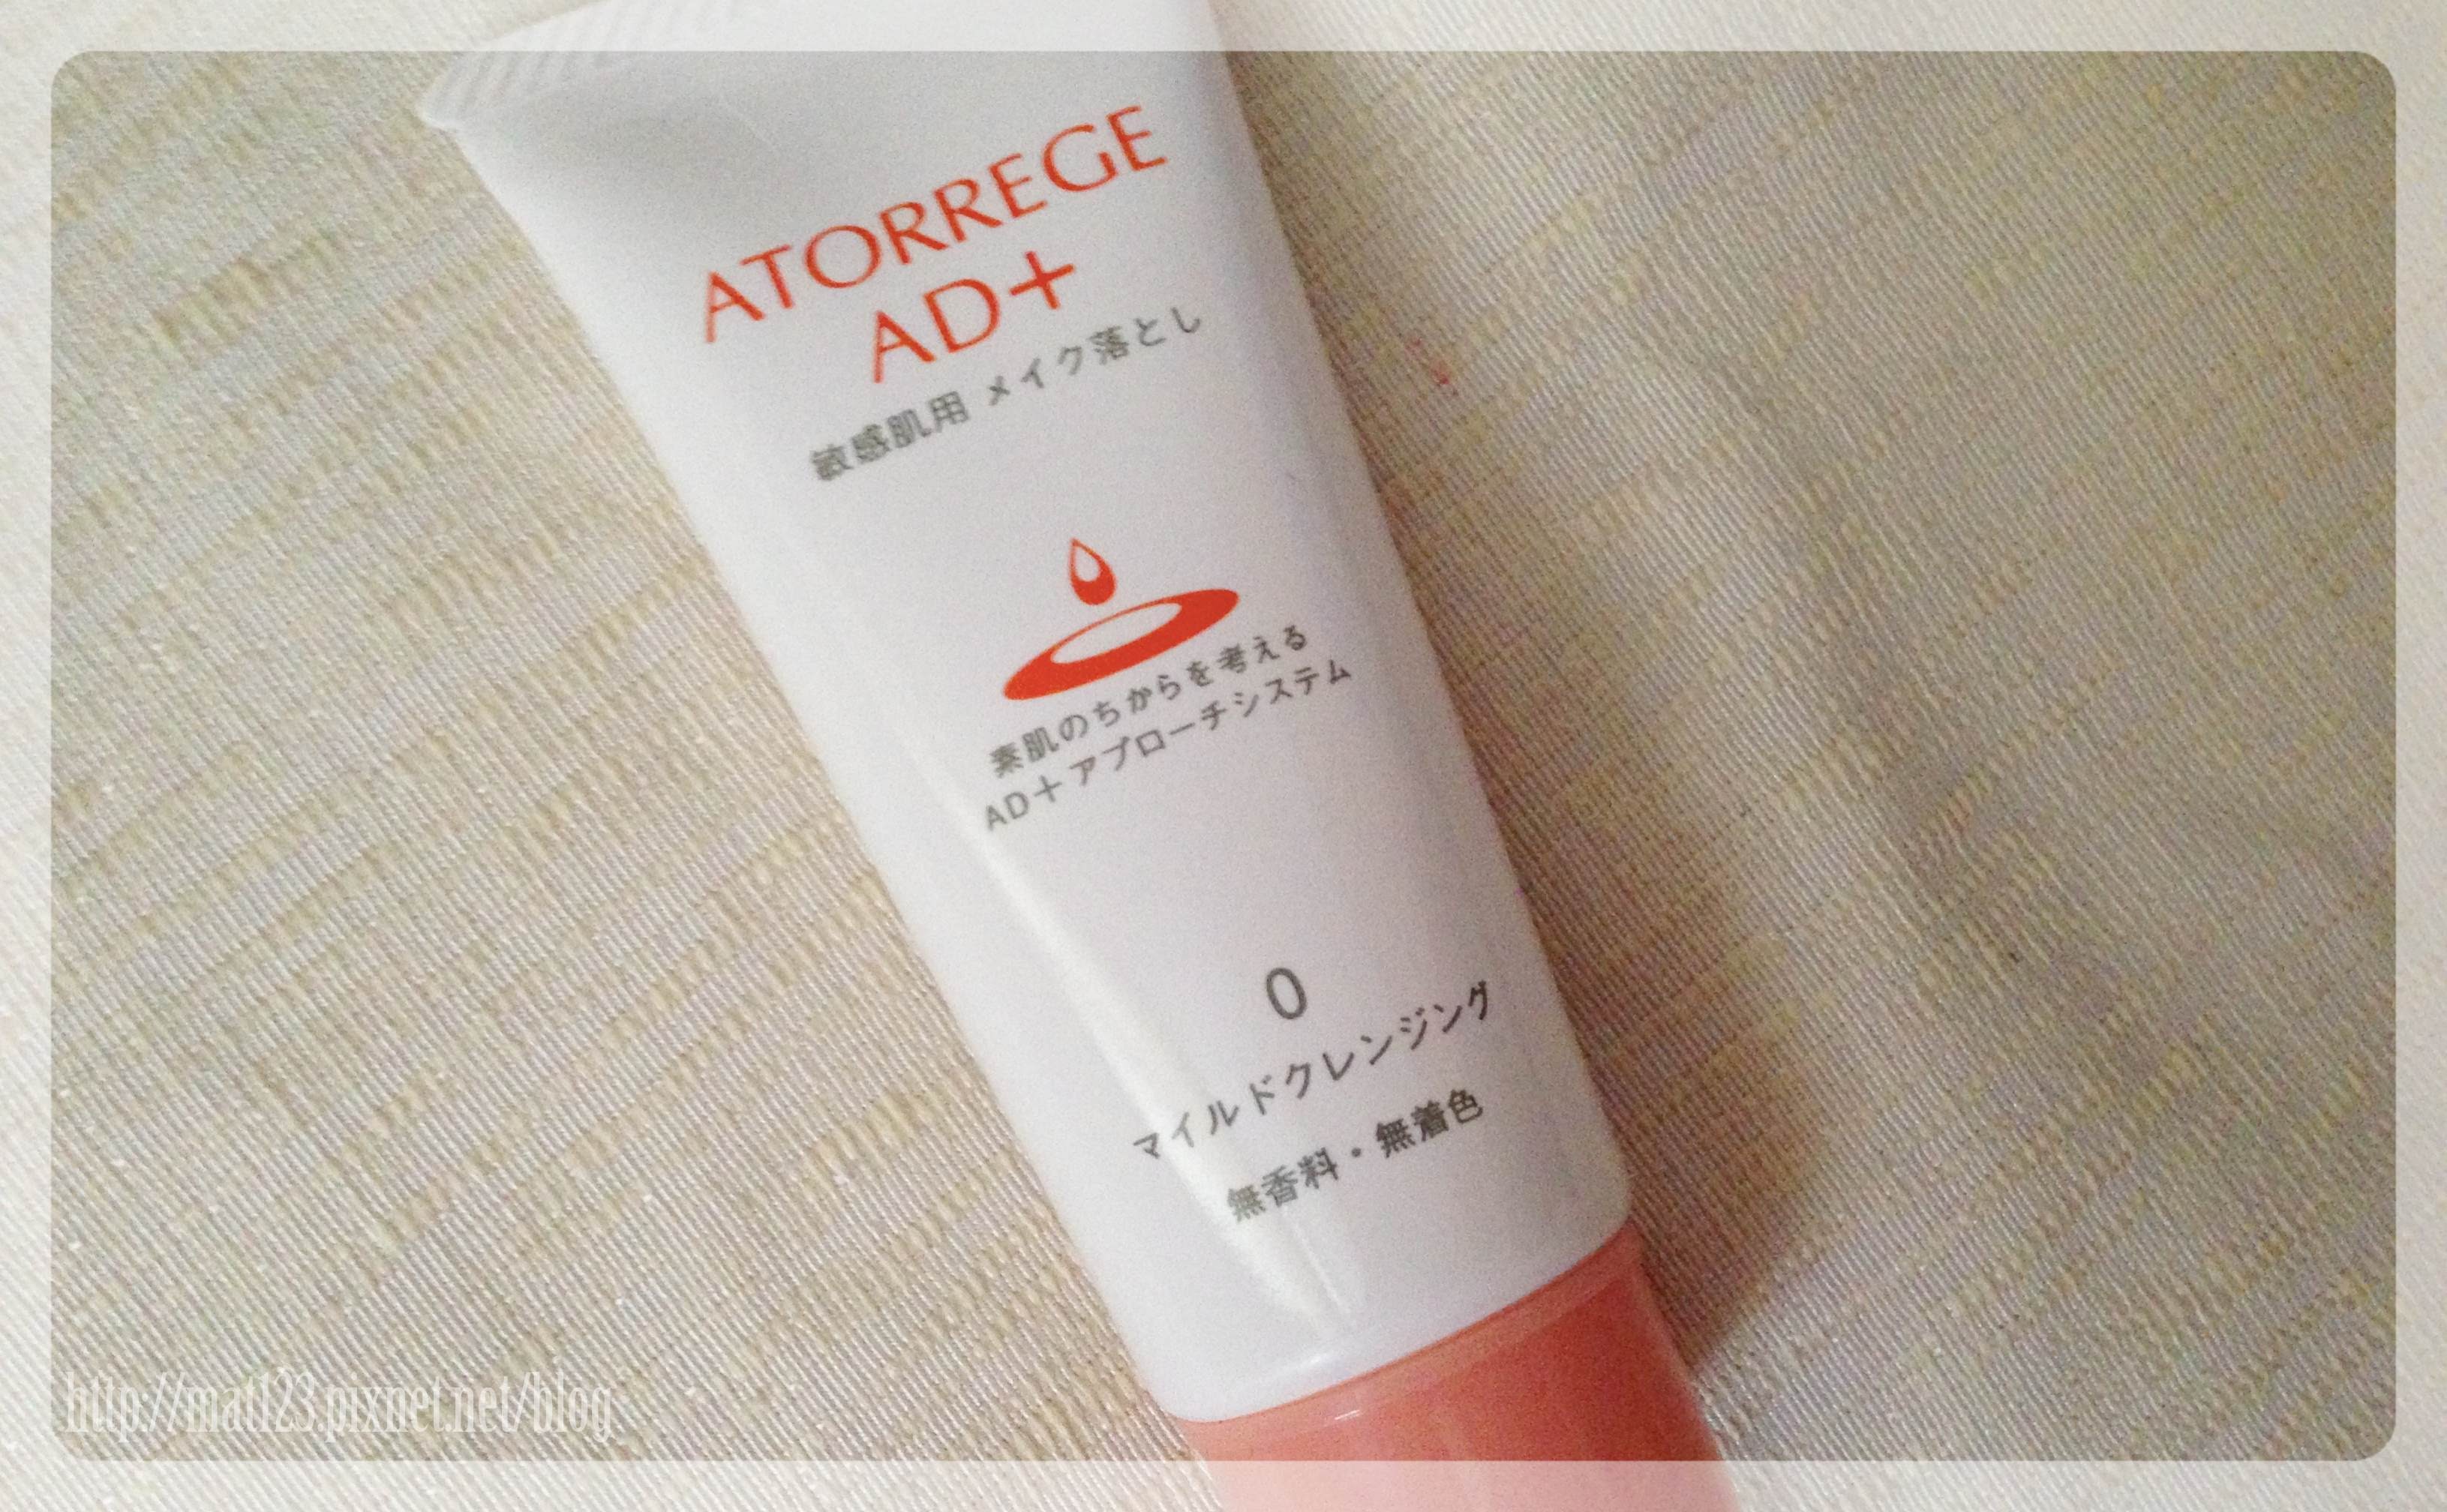 ATORREGE
AD+
敏感肌用 メイク落とし
素肌のちからを考える
AD+ アプローチシステム
0
マイルドクレンジング
無香料・無着色
http://mat123.pixnet.net/blog